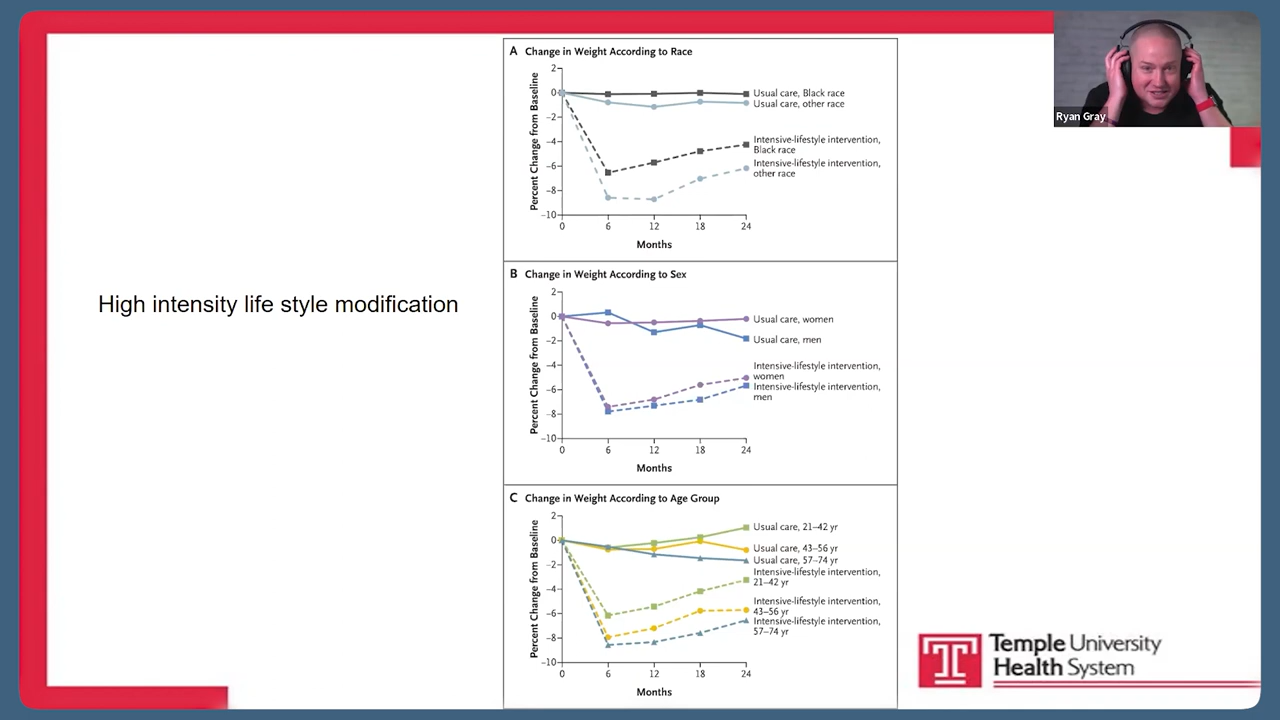 High intensity life style modification
A Change in Weight According to Race
Percent Change from Baseline
2
0
−2
−4
−6
−8
−10
0 6 12 18 24
Months
Usual care, Black race
Usual care, other race
Intensive-lifestyle intervention,
Black race
Intensive-lifestyle intervention,
other race
B Change in Weight According to Sex
Percent Change from Baseline
2
0
−2
−4
−6
−8
−10
0 6 12 18 24
Months
Usual care, women
Usual care, men
Intensive-lifestyle intervention,
women
Intensive-lifestyle intervention,
men
C Change in Weight According to Age Group
Percent Change from Baseline
2
0
−2
−4
−6
−8
−10
0 6 12 18 24
Months
Usual care, 21–42 yr
Usual care, 43–56 yr
Usual care, 57–74 yr
Intensive-lifestyle intervention,
21–42 yr
Intensive-lifestyle intervention,
43–56 yr
Intensive-lifestyle intervention,
57–74 yr
Ryan Gray
T
Temple University
Health System